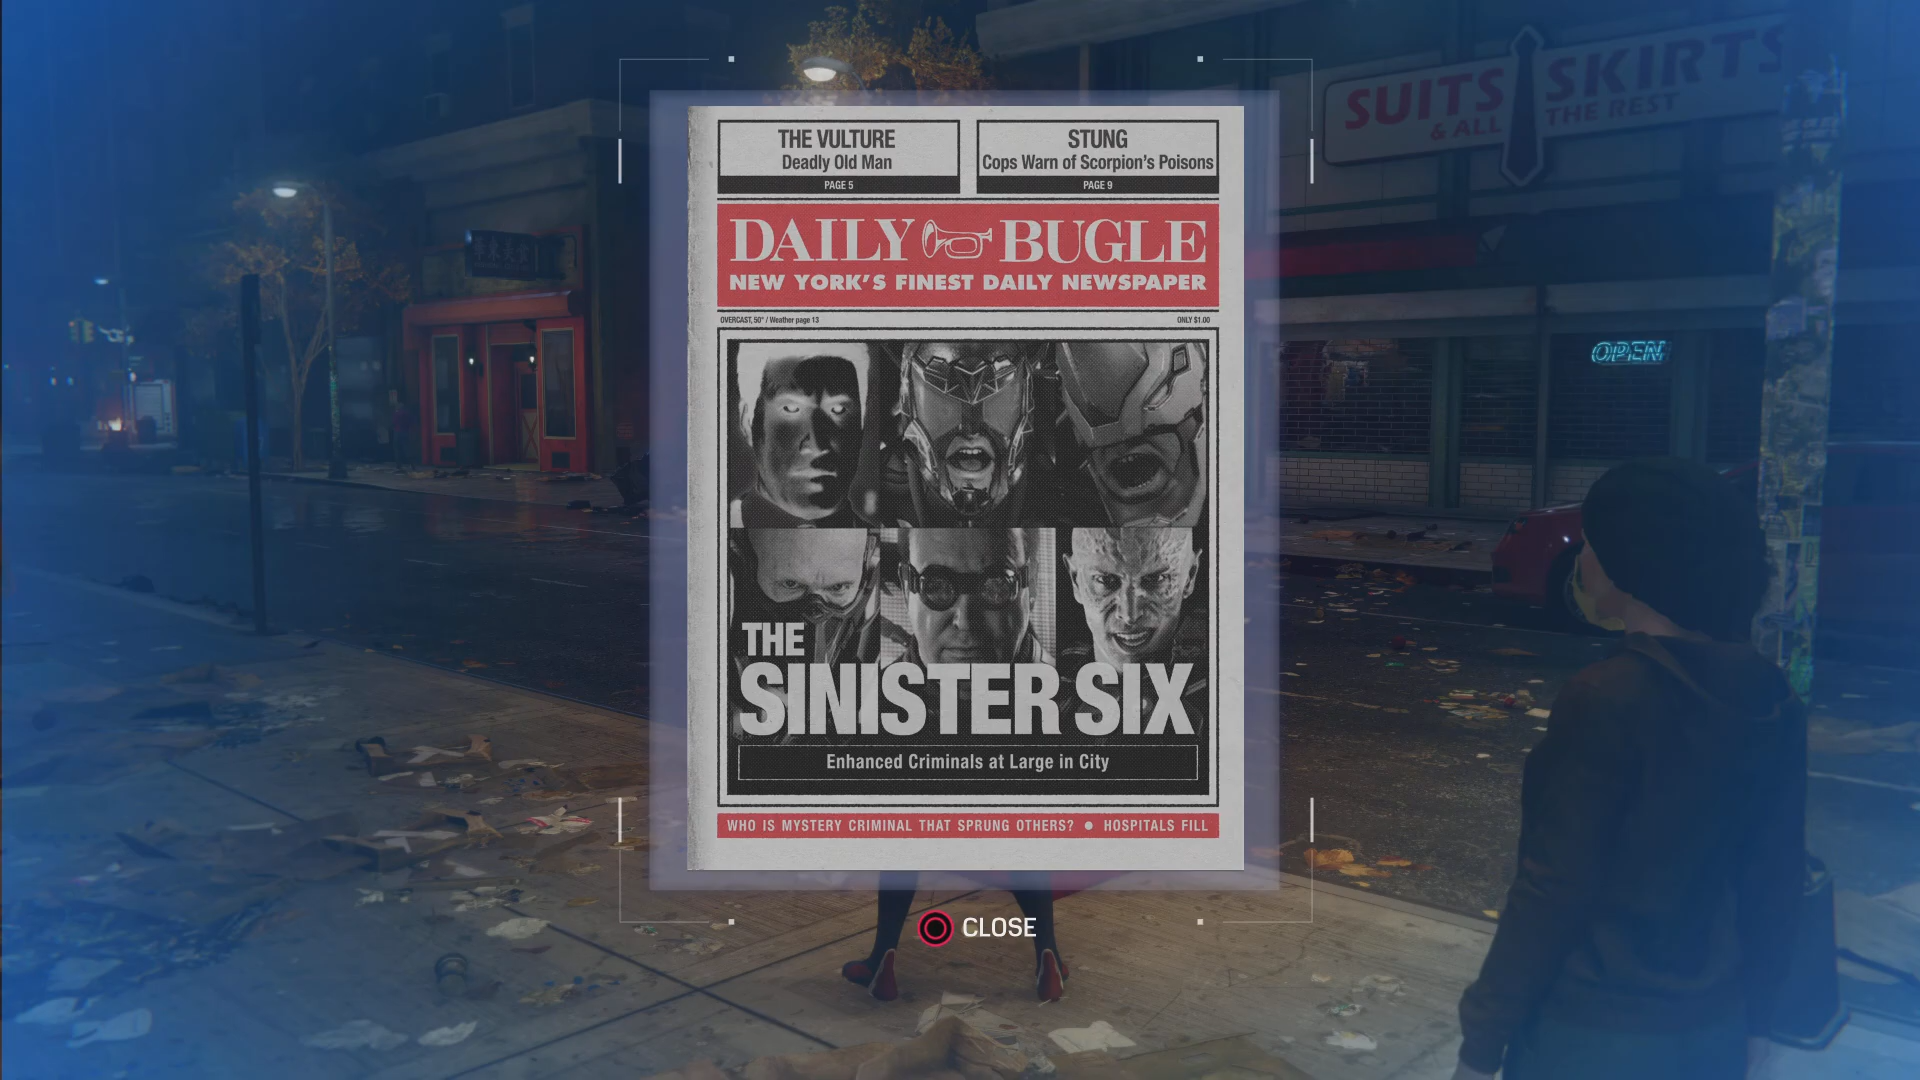 THE VULTURE
Deadly Old Man
PAGE 5
STUNG
Cops Warn of Scorpion's Poisons
PAGE 9
DAILY BUGLE
NEW YORK'S FINEST DAILY NEWSPAPER
OVERCAST, 50° / Weather page 13
ONLY $1.00
THE
SINISTER SIX
Enhanced Criminals at Large in City
WHO IS MYSTERY CRIMINAL THAT SPRUNG OTHERS? ● HOSPITALS FILL
CLOSE
SUITS SKIRTS
& ALL THE REST
OPEN